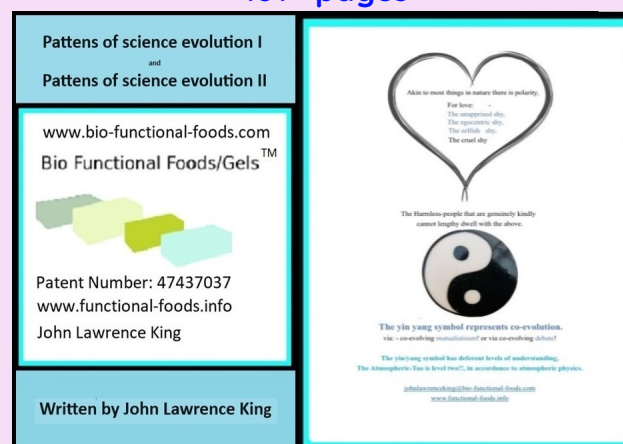 pages
Pattens of science evolution I
and
Pattens of science evolution II
www.bio-functional-foods.com
Bio Functional Foods/Gels™
Patent Number: 47437037
www.functional-foods.info
John Lawrence King
Written by John Lawrence King
Akin to most things in nature there is polarity,
For love: -
The unapprised shy,
The egocentric shy,
The selfish shy,
The cruel shy
The Harmless-people that are genuinely kindly
cannot lengthy dwell with the above.
The yin yang symbol represents co-evolution.
via: - co-evolving mutualistisure! or via co-evolving debate!
The yin/yang symbol has deferent levels of understanding,
The Atmospheric-Tao is level two!!, in accordance to atmospheric physics.
johnlawrenceking@bio-functional-foods.com
www.functional-foods.info